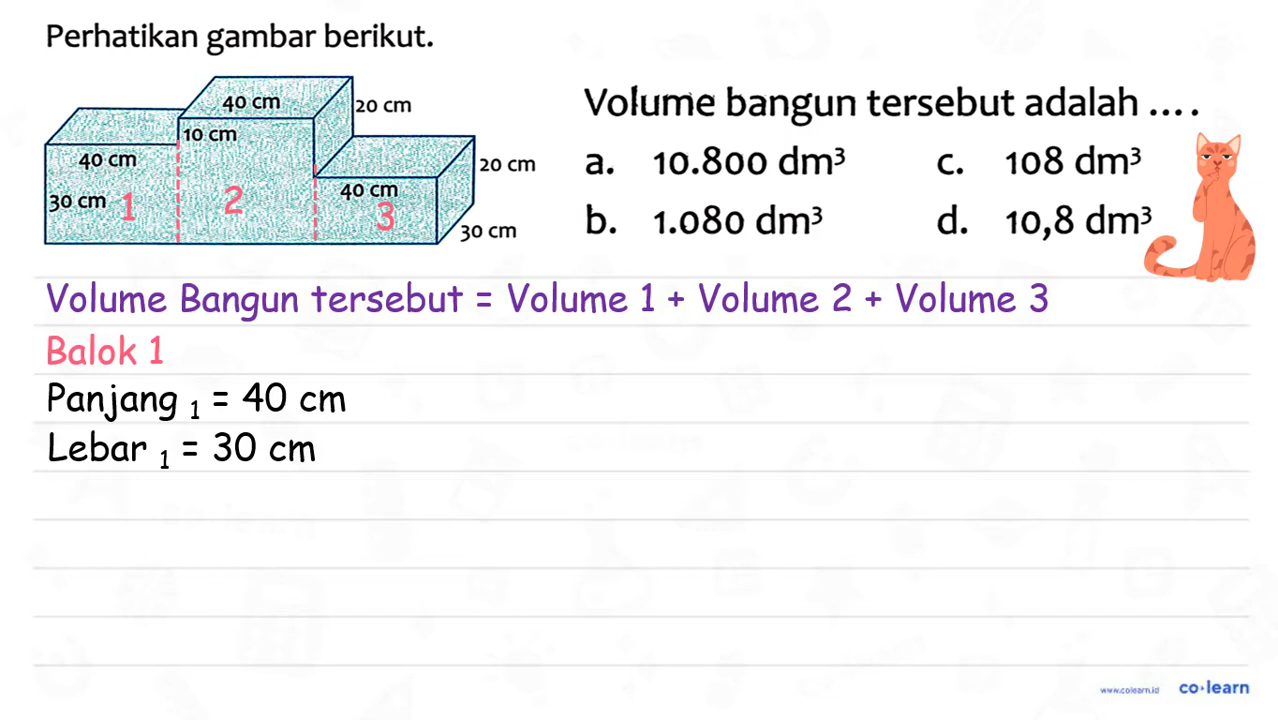 Perhatikan gambar berikut.
40 cm
20 cm
10 cm
40 cm
30 cm
1
2
20 cm
40 cm
3
30 cm
Volume bangun tersebut adalah ....
a. 10.800 dm³
c. 108 dm³
b. 1.080 dm³
d. 10,8 dm³
Volume Bangun tersebut = Volume 1 + Volume 2 + Volume 3
Balok 1
Panjang ₁ = 40 cm
Lebar ₁ = 30 cm
www.colearn.id
co·learn